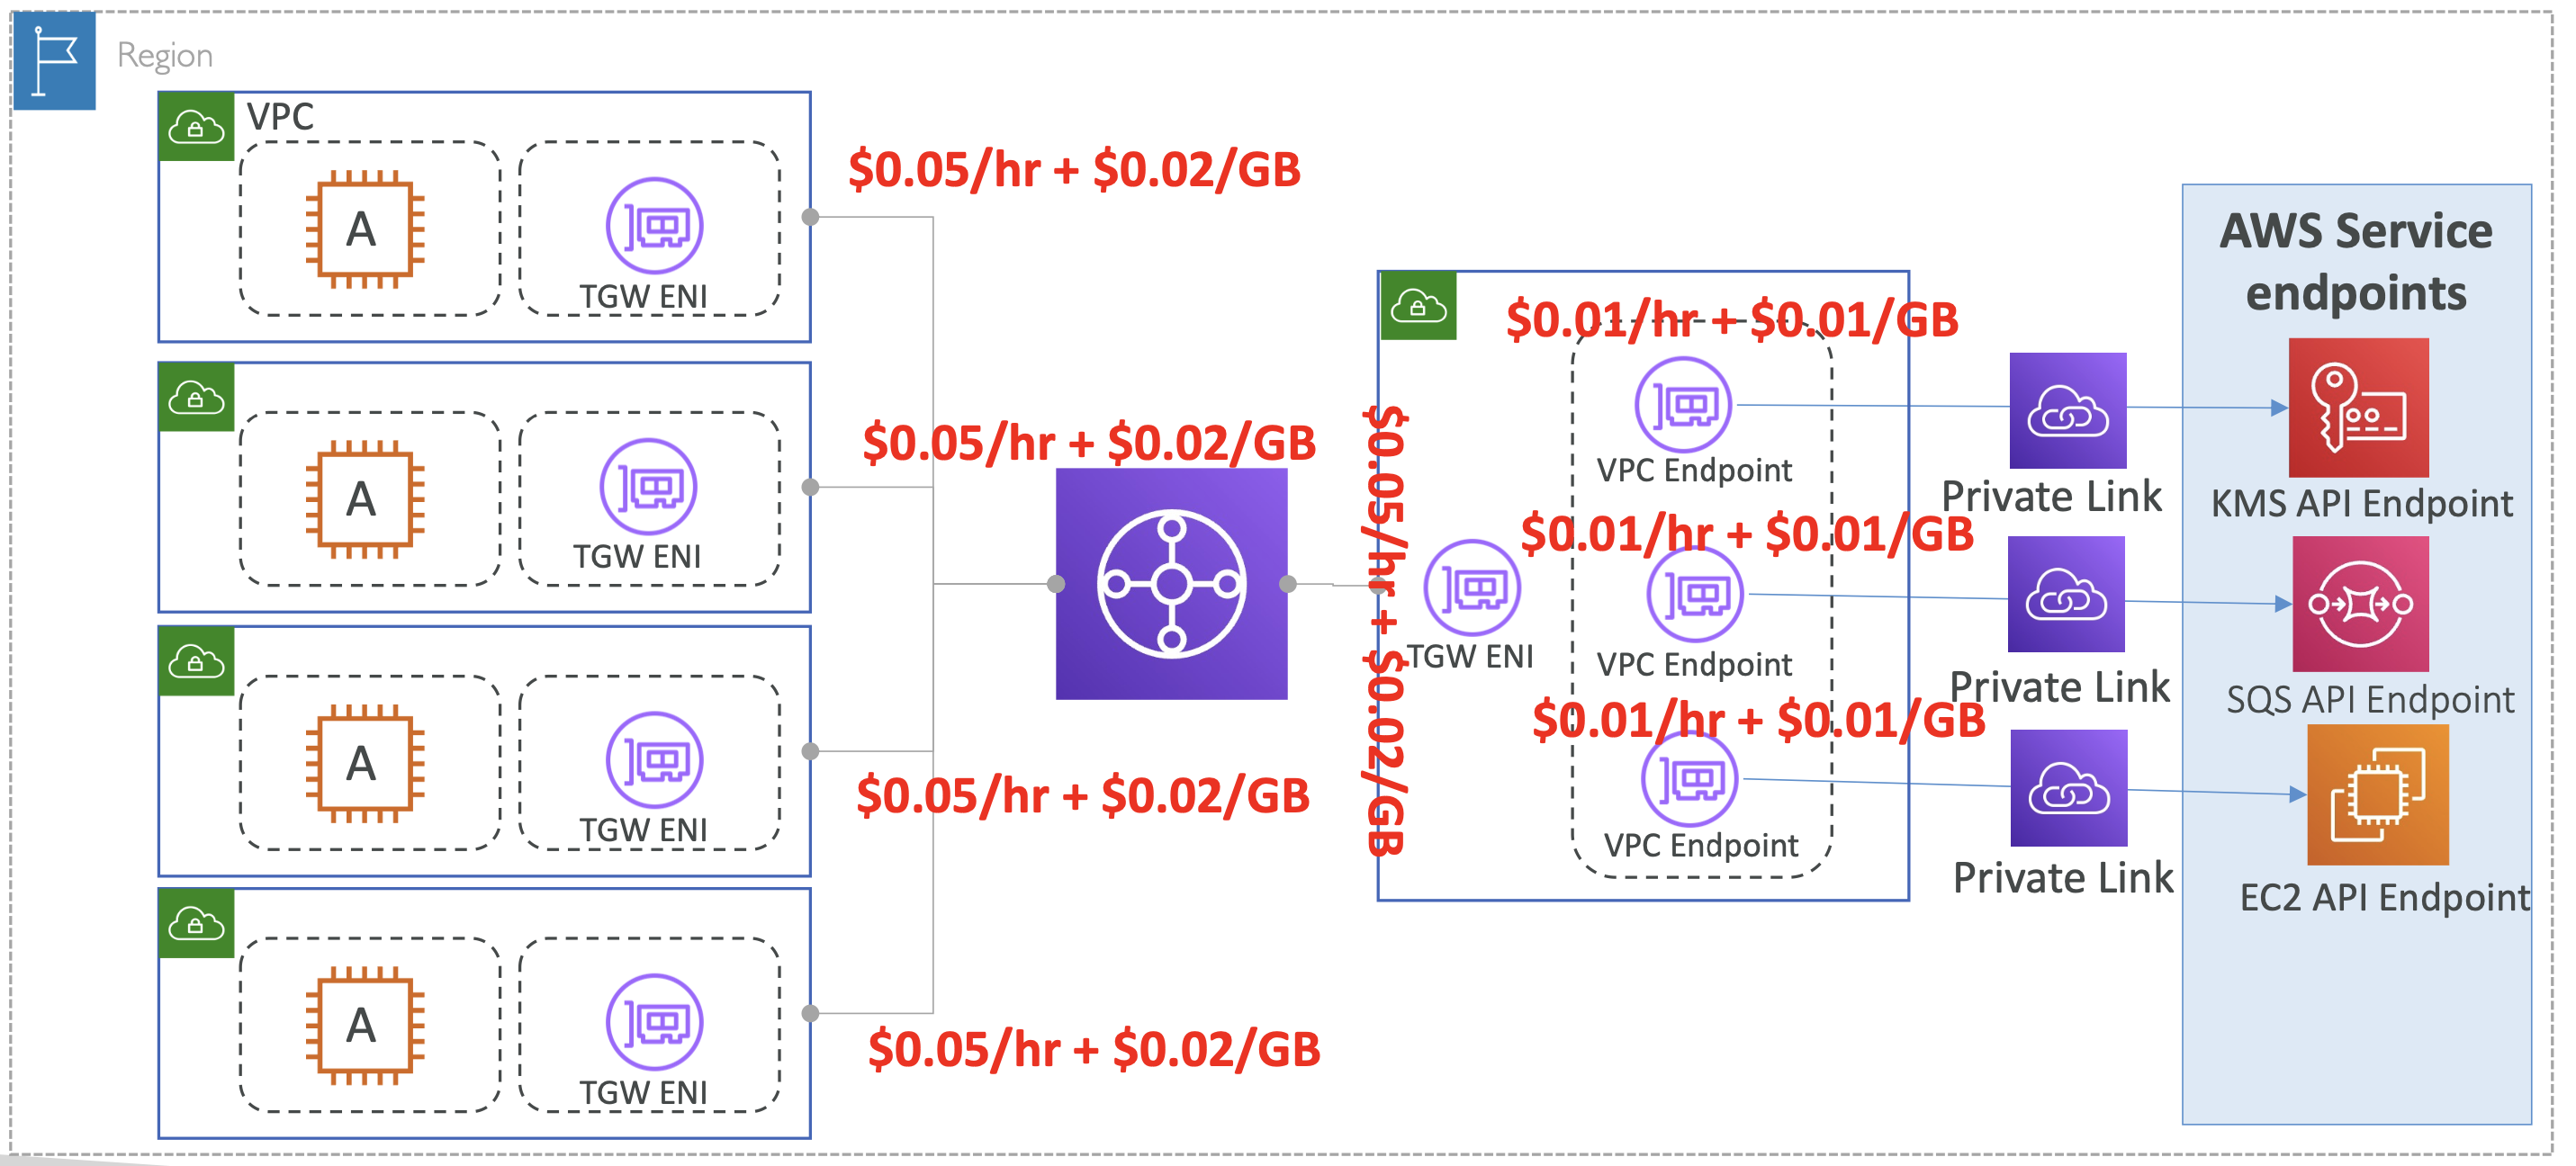 Region
VPC
A
TGW ENI
$0.05/hr + $0.02/GB
A
TGW ENI
$0.05/hr + $0.02/GB
A
TGW ENI
$0.05/hr + $0.02/GB
A
TGW ENI
$0.05/hr + $0.02/GB
$0.05/hr + $0.02/GB
TGW ENI
$0.01/hr + $0.01/GB
VPC Endpoint
$0.01/hr + $0.01/GB
VPC Endpoint
$0.01/hr + $0.01/GB
VPC Endpoint
Private Link
Private Link
Private Link
AWS Service
endpoints
KMS API Endpoint
SQS API Endpoint
EC2 API Endpoint